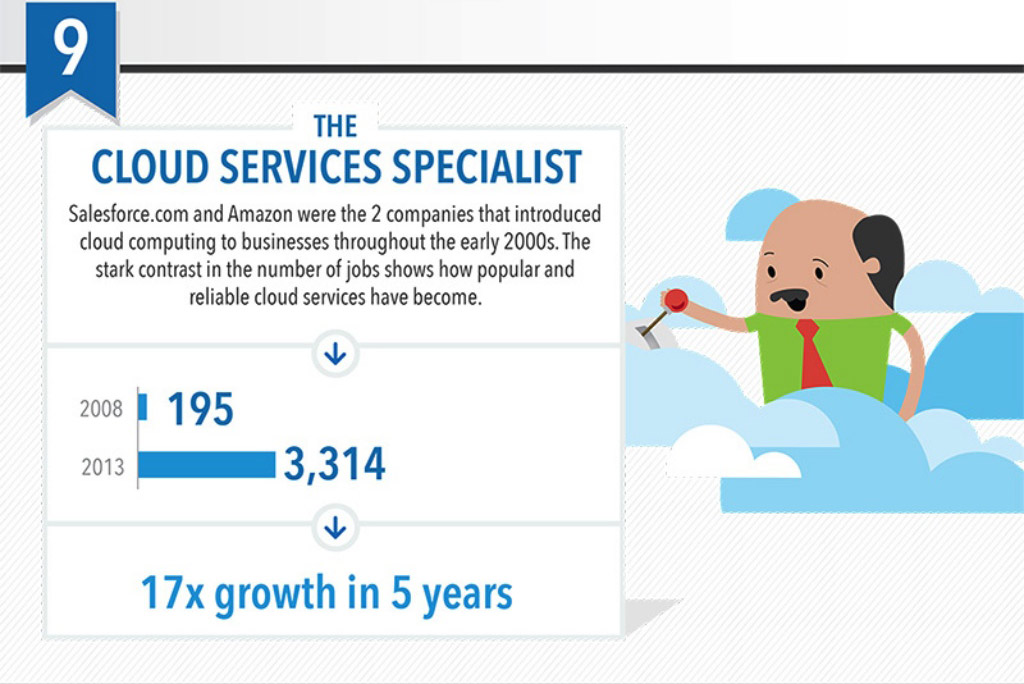 9
THE
CLOUD SERVICES SPECIALIST
Salesforce.com and Amazon were the 2 companies that introduced
cloud computing to businesses throughout the early 2000s. The
stark contrast in the number of jobs shows how popular and
reliable cloud services have become.
2008 195
2013 3,314
17x growth in 5 years